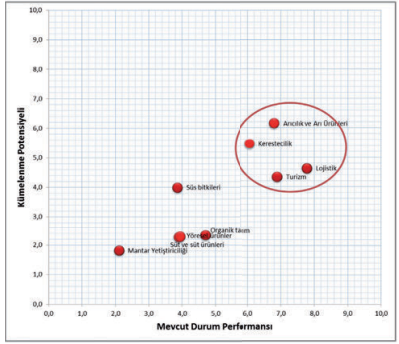 10,0
9,0
8,0
7,0
6,0
5,0
4,0
3,0
2,0
1,0
0,0
Kümelenme Potansiyeli
Arıcılık ve Arı Ürünleri
Kerestecilik
Lojistik
Turizm
Süs bitkileri
Organik tarım
Yöresel ürünler
Süt ve süt ürünleri
Mantar Yetiştiriciliği
0,0 1,0 2,0 3,0 4,0 5,0 6,0 7,0 8,0 9,0 10,0
Mevcut Durum Performansı